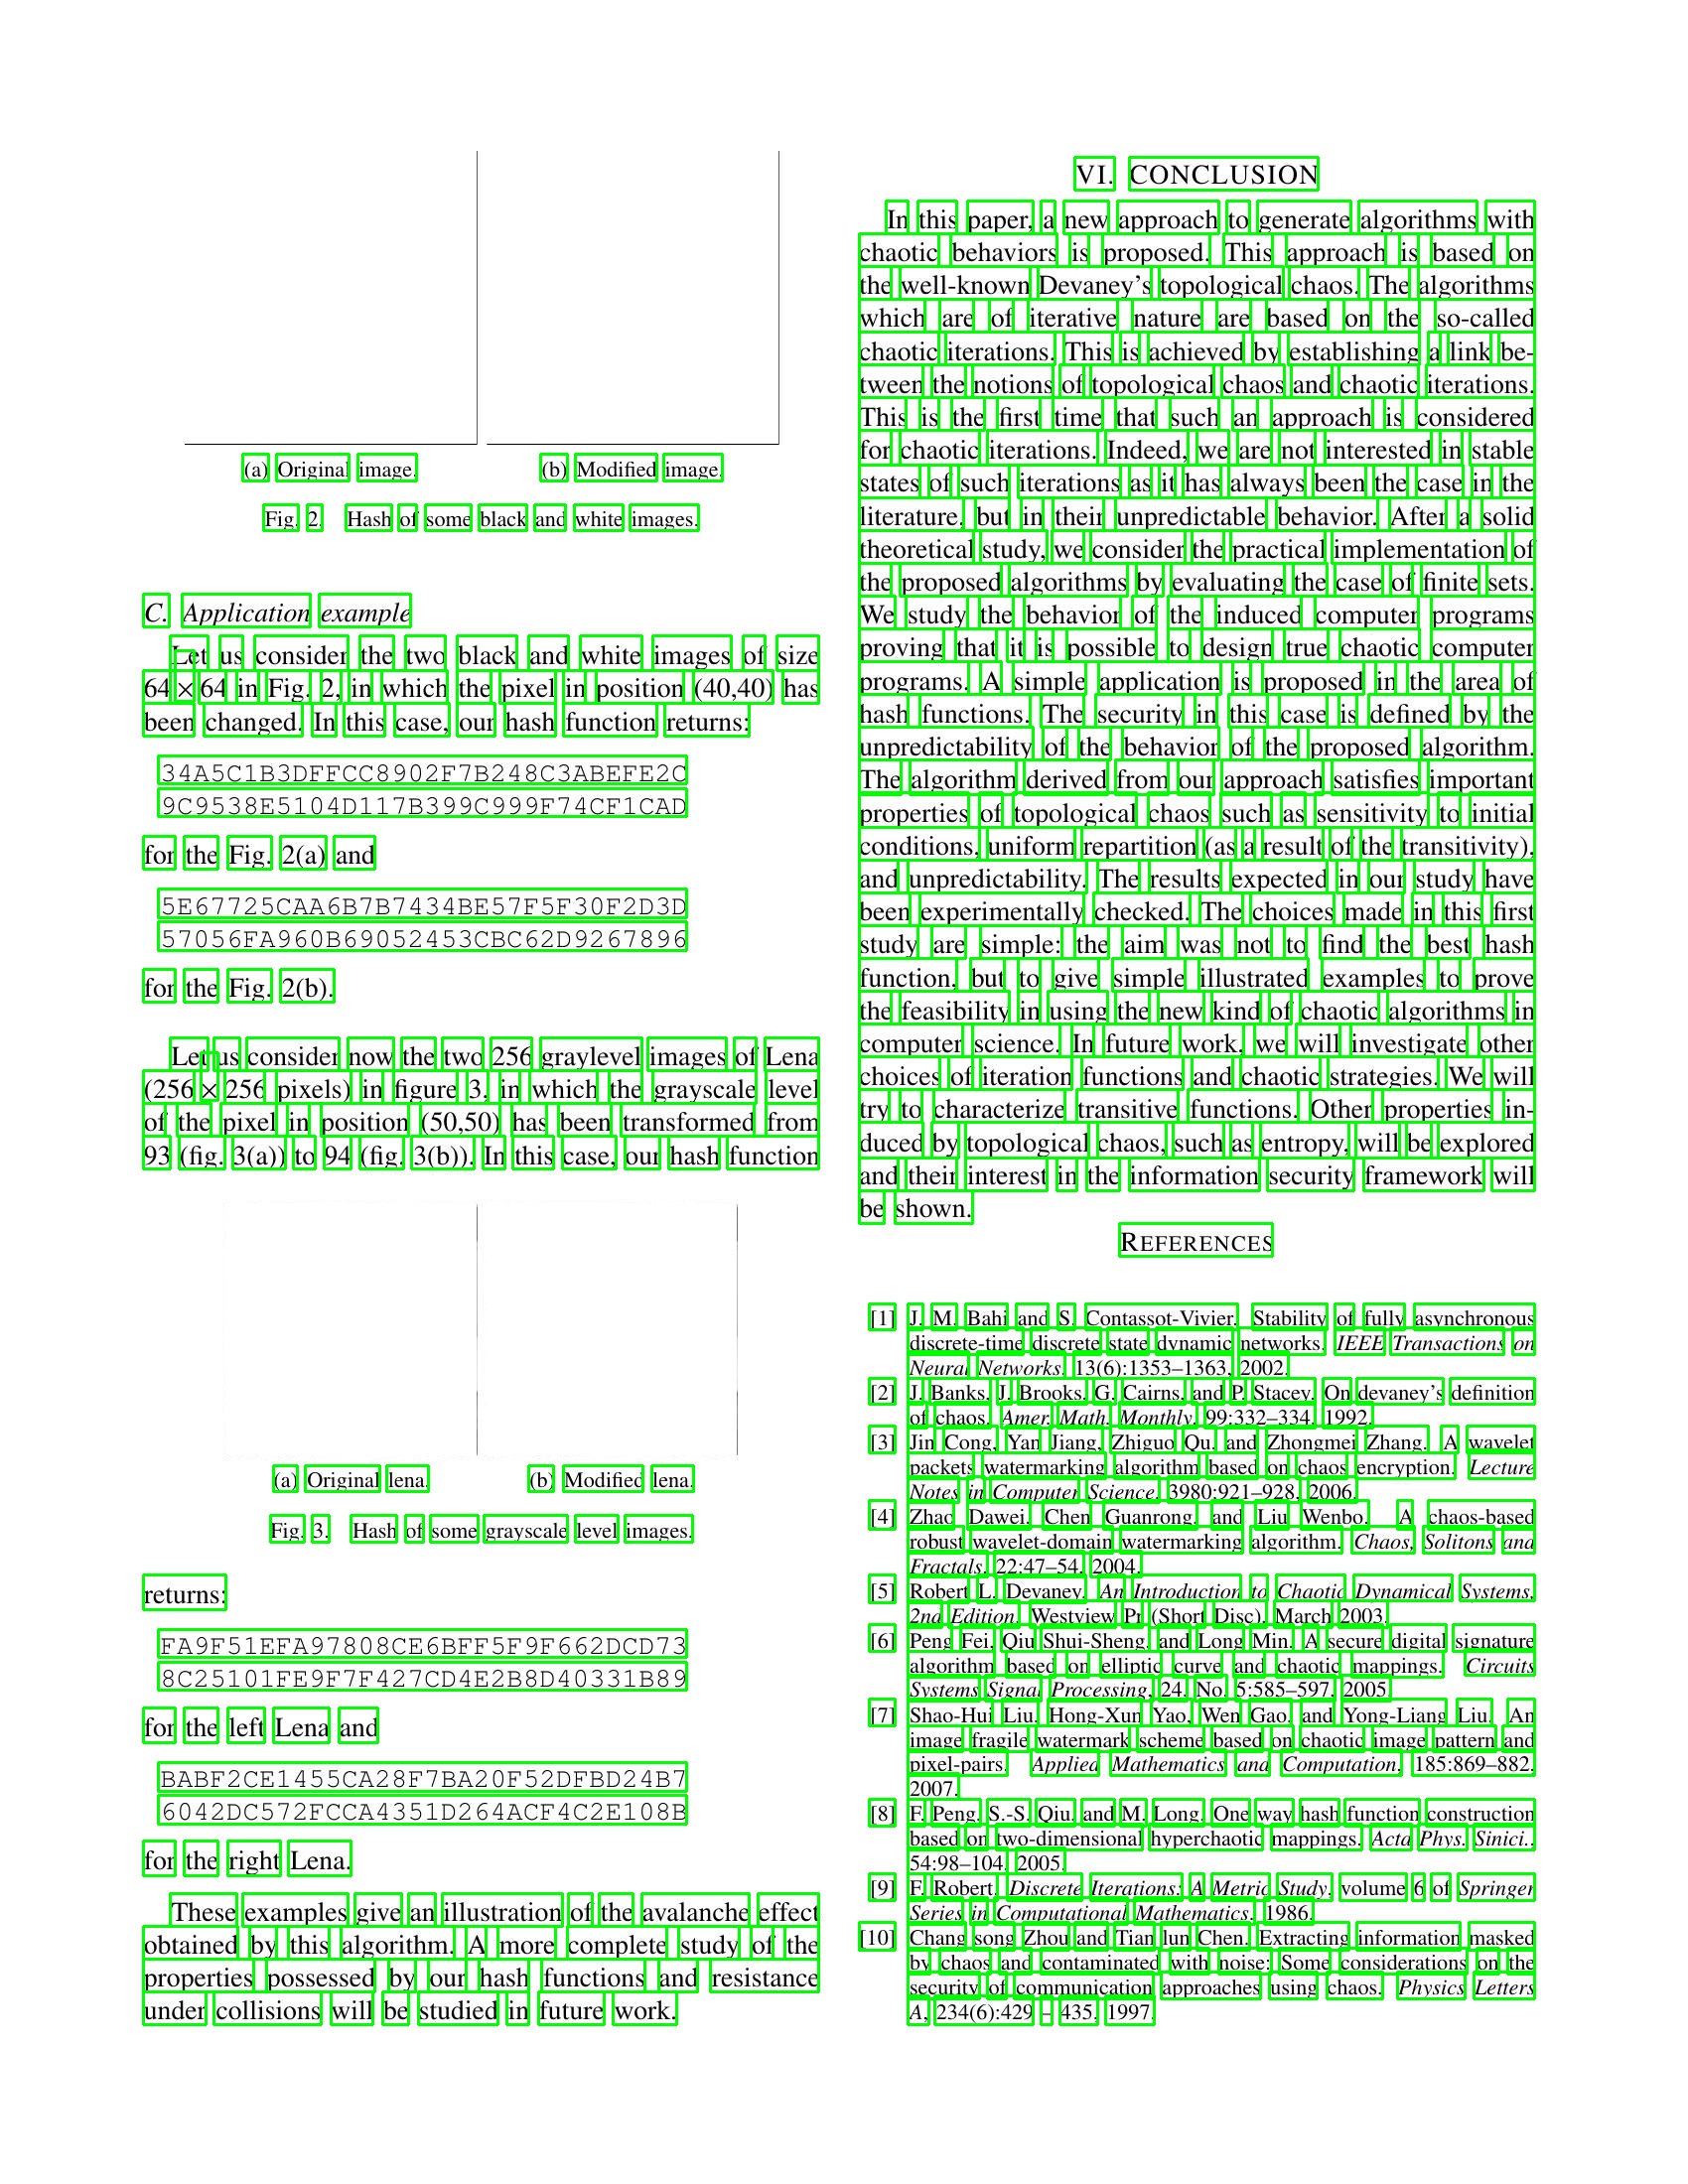 (a) Original image.
(b) Modified image.
Fig. 2. Hash of some black and white images.
C. Application example
Let us consider the two black and white images of size
64 × 64 in Fig. 2, in which the pixel in position (40,40) has
been changed. In this case, our hash function returns:
34A5C1B3DFFCC8902F7B248C3ABEFE2C
9C9538E5104D117B399C999F74CF1CAD
for the Fig. 2(a) and
5E67725CAA6B7B7434BE57F5F30F2D3D
57056FA960B69052453CBC62D9267896
for the Fig. 2(b).
Let us consider now the two 256 graylevel images of Lena
(256 × 256 pixels) in figure 3, in which the grayscale level
of the pixel in position (50,50) has been transformed from
93 (fig. 3(a)) to 94 (fig. 3(b)). In this case, our hash function
(a) Original lena.
(b) Modified lena.
Fig. 3. Hash of some grayscale level images.
returns:
FA9F51EFA97808CE6BFF5F9F662DCD73
8C25101FE9F7F427CD4E2B8D40331B89
for the left Lena and
BABF2CE1455CA28F7BA20F52DFBD24B7
6042DC572FCCA4351D264ACF4C2E108B
for the right Lena.
These examples give an illustration of the avalanche effect
obtained by this algorithm. A more complete study of the
properties possessed by our hash functions and resistance
under collisions will be studied in future work.
VI. CONCLUSION
In this paper, a new approach to generate algorithms with
chaotic behaviors is proposed. This approach is based on
the well-known Devaney's topological chaos. The algorithms
which are of iterative nature are based on the so-called
chaotic iterations. This is achieved by establishing a link be-
tween the notions of topological chaos and chaotic iterations.
This is the first time that such an approach is considered
for chaotic iterations. Indeed, we are not interested in stable
states of such iterations as it has always been the case in the
literature, but in their unpredictable behavior. After a solid
theoretical study, we consider the practical implementation of
the proposed algorithms by evaluating the case of finite sets.
We study the behavior of the induced computer programs
proving that it is possible to design true chaotic computer
programs. A simple application is proposed in the area of
hash functions. The security in this case is defined by the
unpredictability of the behavior of the proposed algorithm.
The algorithm derived from our approach satisfies important
properties of topological chaos such as sensitivity to initial
conditions, uniform repartition (as a result of the transitivity),
and unpredictability. The results expected in our study have
been experimentally checked. The choices made in this first
study are simple: the aim was not to find the best hash
function, but to give simple illustrated examples to prove
the feasibility in using the new kind of chaotic algorithms in
computer science. In future work, we will investigate other
choices of iteration functions and chaotic strategies. We will
try to characterize transitive functions. Other properties in-
duced by topological chaos, such as entropy, will be explored
and their interest in the information security framework will
be shown.
REFERENCES
[1] J. M. Bahi and S. Contassot-Vivier. Stability of fully asynchronous
discrete-time discrete state dynamic networks. IEEE Transactions on
Neural Networks, 13(6):1353–1363, 2002.
[2] J. Banks, J. Brooks, G. Cairns, and P. Stacey. On devaney's definition
of chaos. Amer. Math. Monthly, 99:332–334, 1992.
[3] Jin Cong, Yan Jiang, Zhiguo Qu, and Zhongmei Zhang. A wavelet
packets watermarking algorithm based on chaos encryption. Lecture
Notes in Computer Science, 3980:921–928, 2006.
[4] Zhao Dawei, Chen Guanrong, and Liu Wenbo. A chaos-based
robust wavelet-domain watermarking algorithm. Chaos, Solitons and
Fractals, 22:47–54, 2004.
[5] Robert L. Devaney. An Introduction to Chaotic Dynamical Systems,
2nd Edition. Westview Pr (Short Disc), March 2003.
[6] Peng Fei, Qiu Shui-Sheng, and Long Min. A secure digital signature
algorithm based on elliptic curve and chaotic mappings. Circuits
Systems Signal Processing, 24, No. 5:585–597, 2005.
[7] Shao-Hui Liu, Hong-Xun Yao, Wen Gao, and Yong-Liang Liu. An
image fragile watermark scheme based on chaotic image pattern and
pixel-pairs. Applied Mathematics and Computation, 185:869–882,
2007.
[8] F. Peng, S.-S. Qiu, and M. Long. One way hash function construction
based on two-dimensional hyperchaotic mappings. Acta Phys. Sinici.,
54:98–104, 2005.
[9] F. Robert. Discrete Iterations: A Metric Study, volume 6 of Springer
Series in Computational Mathematics. 1986.
[10] Chang song Zhou and Tian lun Chen. Extracting information masked
by chaos and contaminated with noise: Some considerations on the
security of communication approaches using chaos. Physics Letters
A, 234(6):429 – 435, 1997.